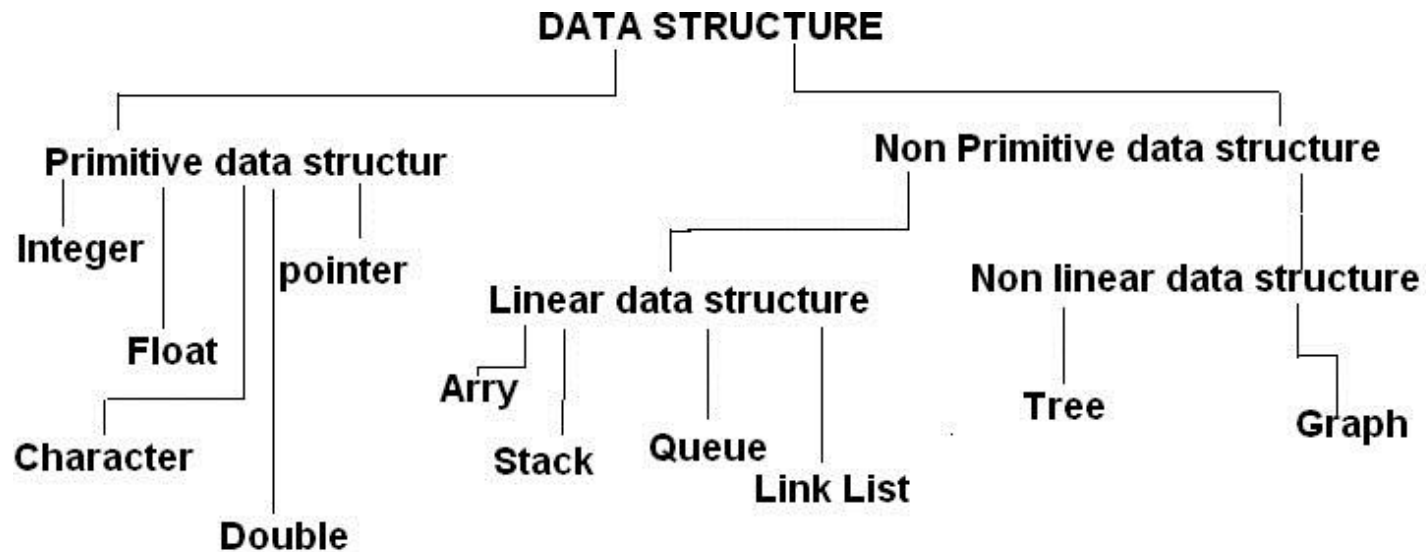 DATA STRUCTURE
Primitive data structur
Non Primitive data structure
Integer
pointer
Linear data structure
Non linear data structure
Float
Arry
Tree
Graph
Character
Stack
Queue
Link List
Double